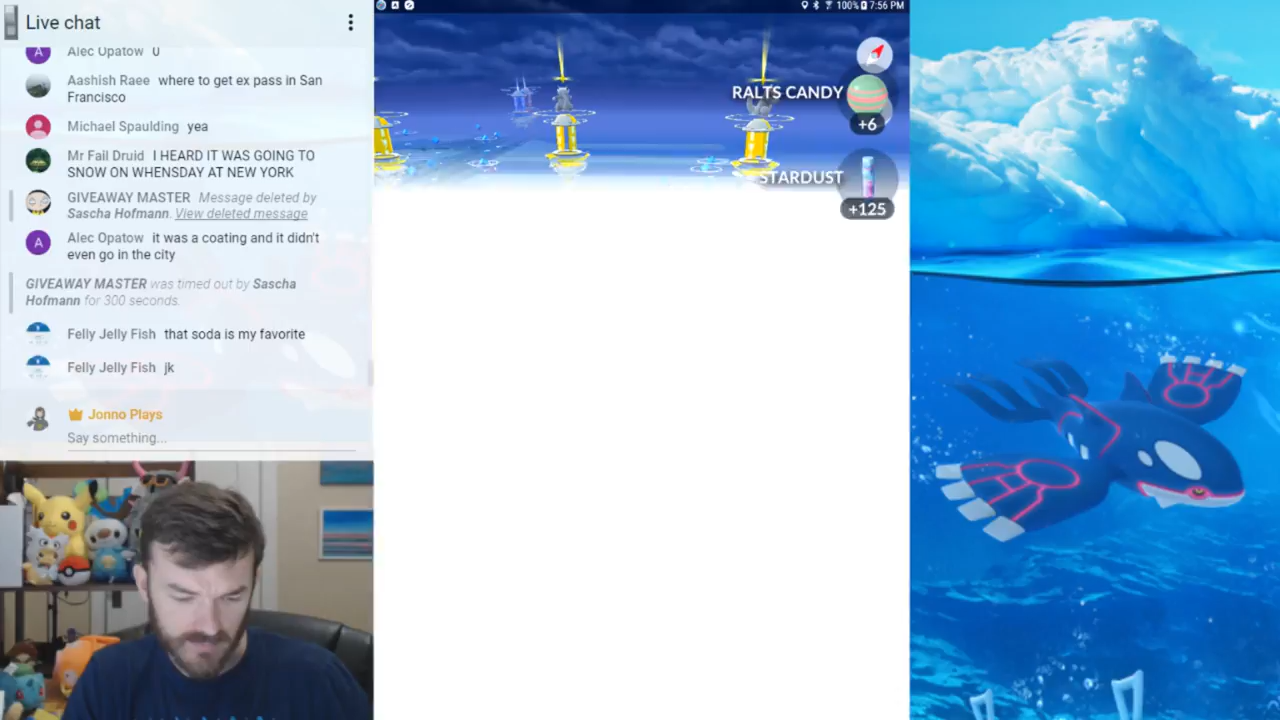 Live chat
Alec Opatow 0
Aashish Raee where to get ex pass in San
Francisco
Michael Spaulding yea
Mr Fail Druid I HEARD IT WAS GOING TO
SNOW ON WHENSDAY AT NEW YORK
GIVEAWAY MASTER Message deleted by
Sascha Hofmann. View deleted message
Alec Opatow it was a coating and it didn't
even go in the city
GIVEAWAY MASTER was timed out by Sascha
Hofmann for 300 seconds.
Felly Jelly Fish that soda is my favorite
Felly Jelly Fish jk
Jonno Plays
Say something...
100% 7:56 PM
RALTS CANDY
+6
STARDUST
+125